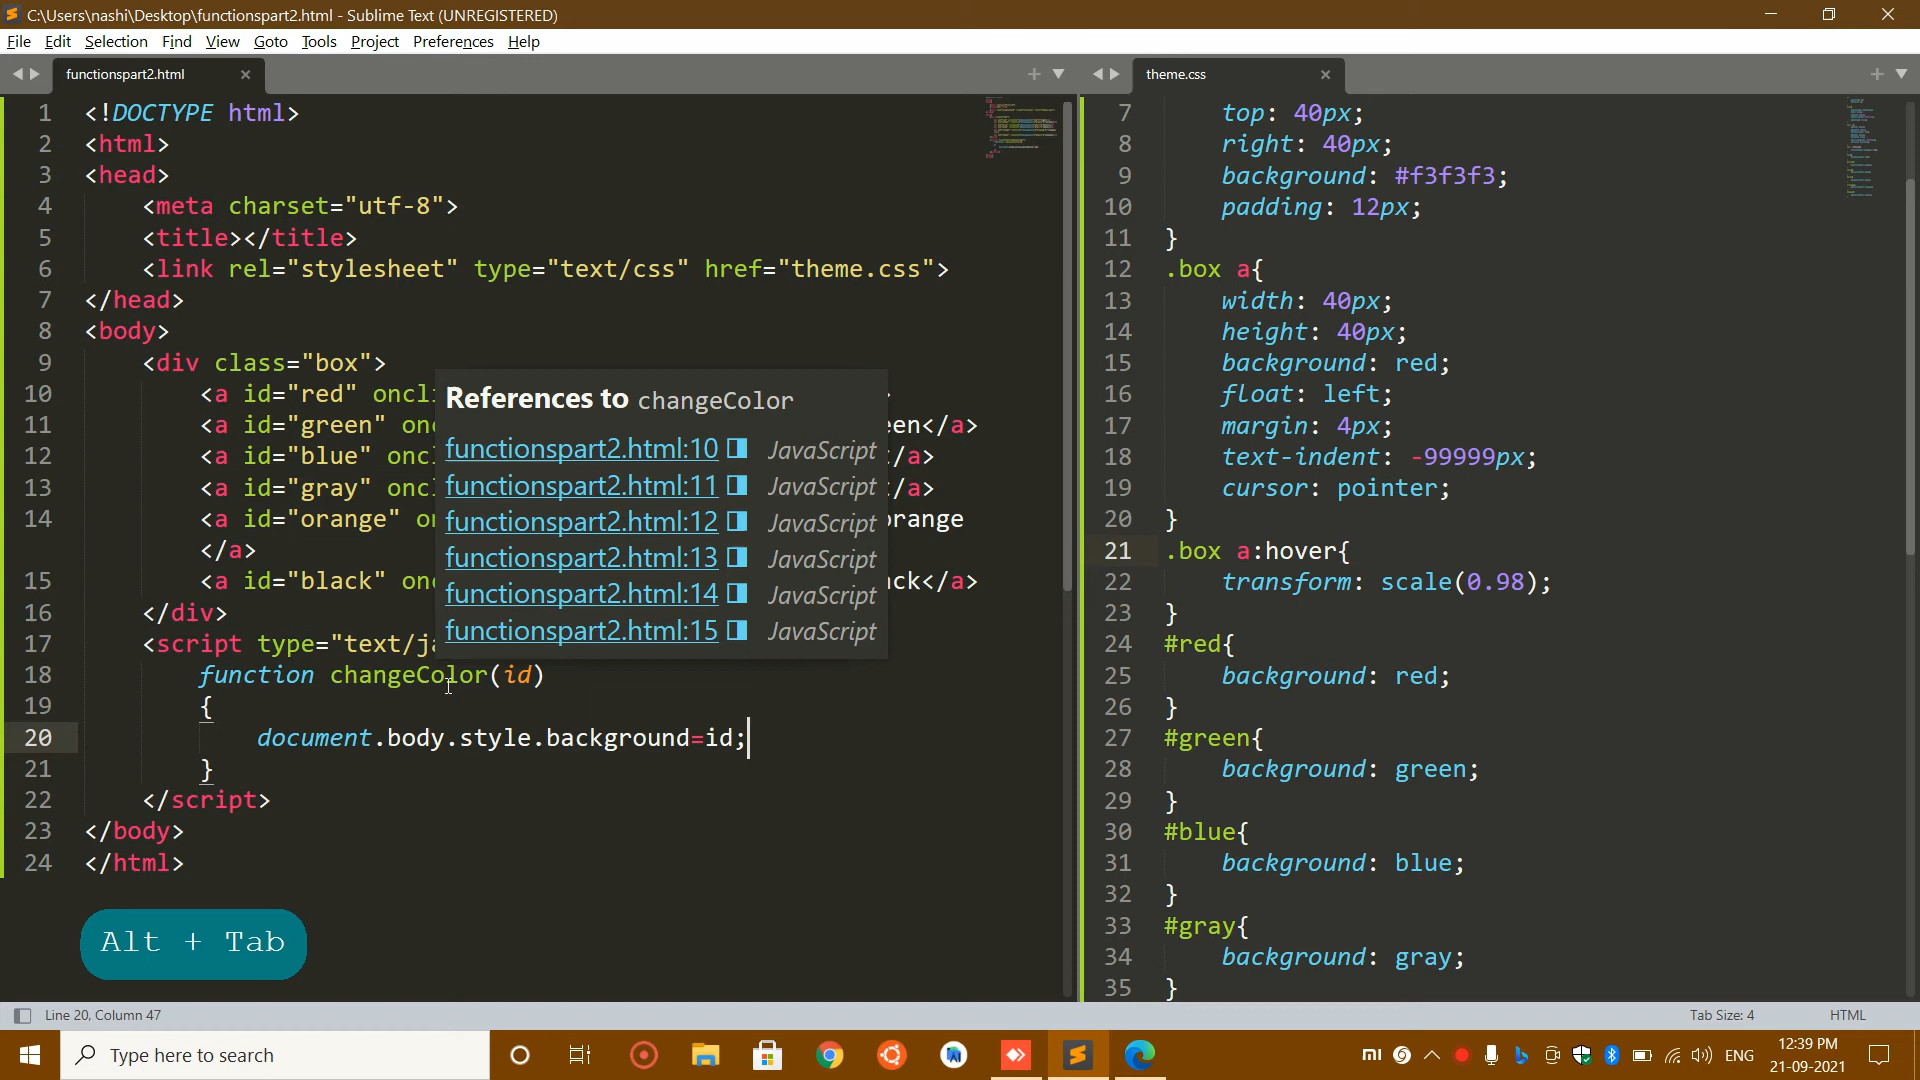 C:\Users\nashi\Desktop\functionspart2.html - Sublime Text (UNREGISTERED)
File Edit Selection Find View Goto Tools Project Preferences Help
functionspart2.html
1 <!DOCTYPE html>
2 <html>
3 <head>
4 <meta charset="utf-8">
5 <title></title>
6 <link rel="stylesheet" type="text/css" href="theme.css">
7 </head>
8 <body>
9 <div class="box">
10 <a id="red" oncli
11 <a id="green" onc een</a>
12 <a id="blue" oncl /a>
13 <a id="gray" oncl /a>
14 <a id="orange" on orange
</a>
15 <a id="black" onc ck</a>
16 </div>
17 <script type="text/ja
18 function changeColor(id)
19 {
20 document.body.style.background=id;
21 }
22 </script>
23 </body>
24 </html>
References to changeColor
functionspart2.html:10 JavaScript
functionspart2.html:11 JavaScript
functionspart2.html:12 JavaScript
functionspart2.html:13 JavaScript
functionspart2.html:14 JavaScript
functionspart2.html:15 JavaScript
Alt + Tab
theme.css
7 top: 40px;
8 right: 40px;
9 background: #f3f3f3;
10 padding: 12px;
11 }
12 .box a{
13 width: 40px;
14 height: 40px;
15 background: red;
16 float: left;
17 margin: 4px;
18 text-indent: -99999px;
19 cursor: pointer;
20 }
21 .box a:hover{
22 transform: scale(0.98);
23 }
24 #red{
25 background: red;
26 }
27 #green{
28 background: green;
29 }
30 #blue{
31 background: blue;
32 }
33 #gray{
34 background: gray;
35 }
Line 20, Column 47
Tab Size: 4 HTML
Type here to search
ENG
12:39 PM
21-09-2021